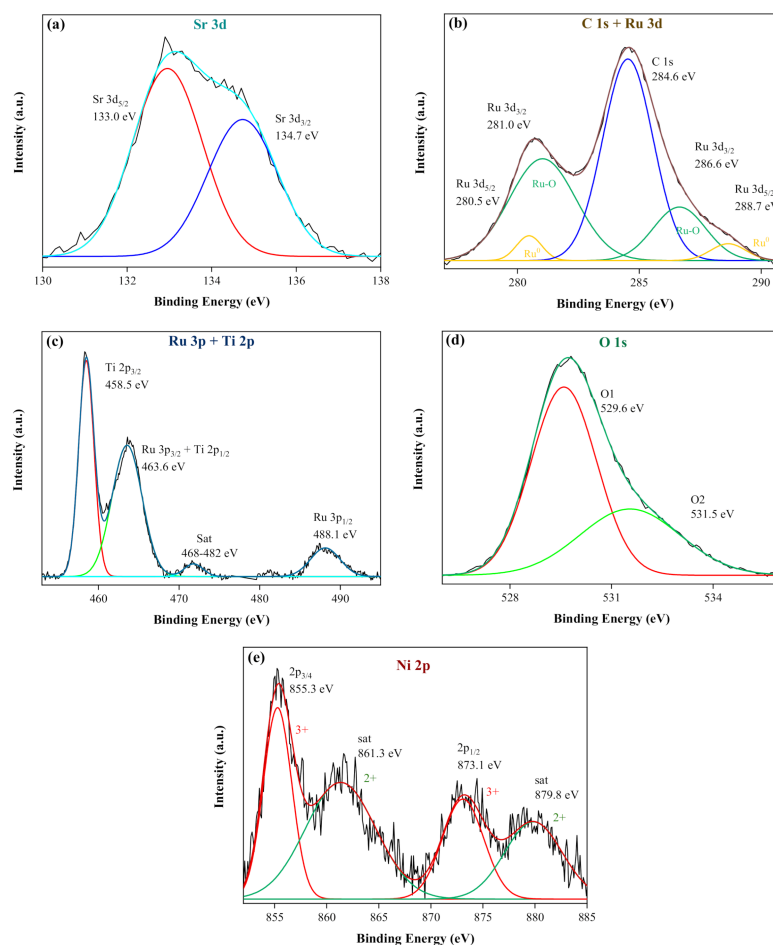 (a)
Sr 3d
Sr 3d5/2
133.0 eV
Sr 3d3/2
134.7 eV
Intensity (a.u.)
130 132 134 136 138
Binding Energy (eV)
(b)
C 1s + Ru 3d
C 1s
284.6 eV
Ru 3d3/2
281.0 eV
Ru 3d3/2
286.6 eV
Ru 3d5/2
280.5 eV
Ru 3d5/2
288.7 eV
Ru-O
Ru-O
Ru0
Ru0
Intensity (a.u.)
280 285 290
Binding Energy (eV)
(c)
Ru 3p + Ti 2p
Ti 2p3/2
458.5 eV
Ru 3p3/2 + Ti 2p1/2
463.6 eV
Sat
468-482 eV
Ru 3p1/2
488.1 eV
Intensity (a.u.)
460 470 480 490
Binding Energy (eV)
(d)
O 1s
O1
529.6 eV
O2
531.5 eV
Intensity (a.u.)
528 531 534
Binding Energy (eV)
(e)
Ni 2p
2p3/4
855.3 eV
3+
sat
861.3 eV
2+
2p1/2
873.1 eV
3+
sat
879.8 eV
2+
Intensity (a.u.)
855 860 865 870 875 880 885
Binding Energy (eV)